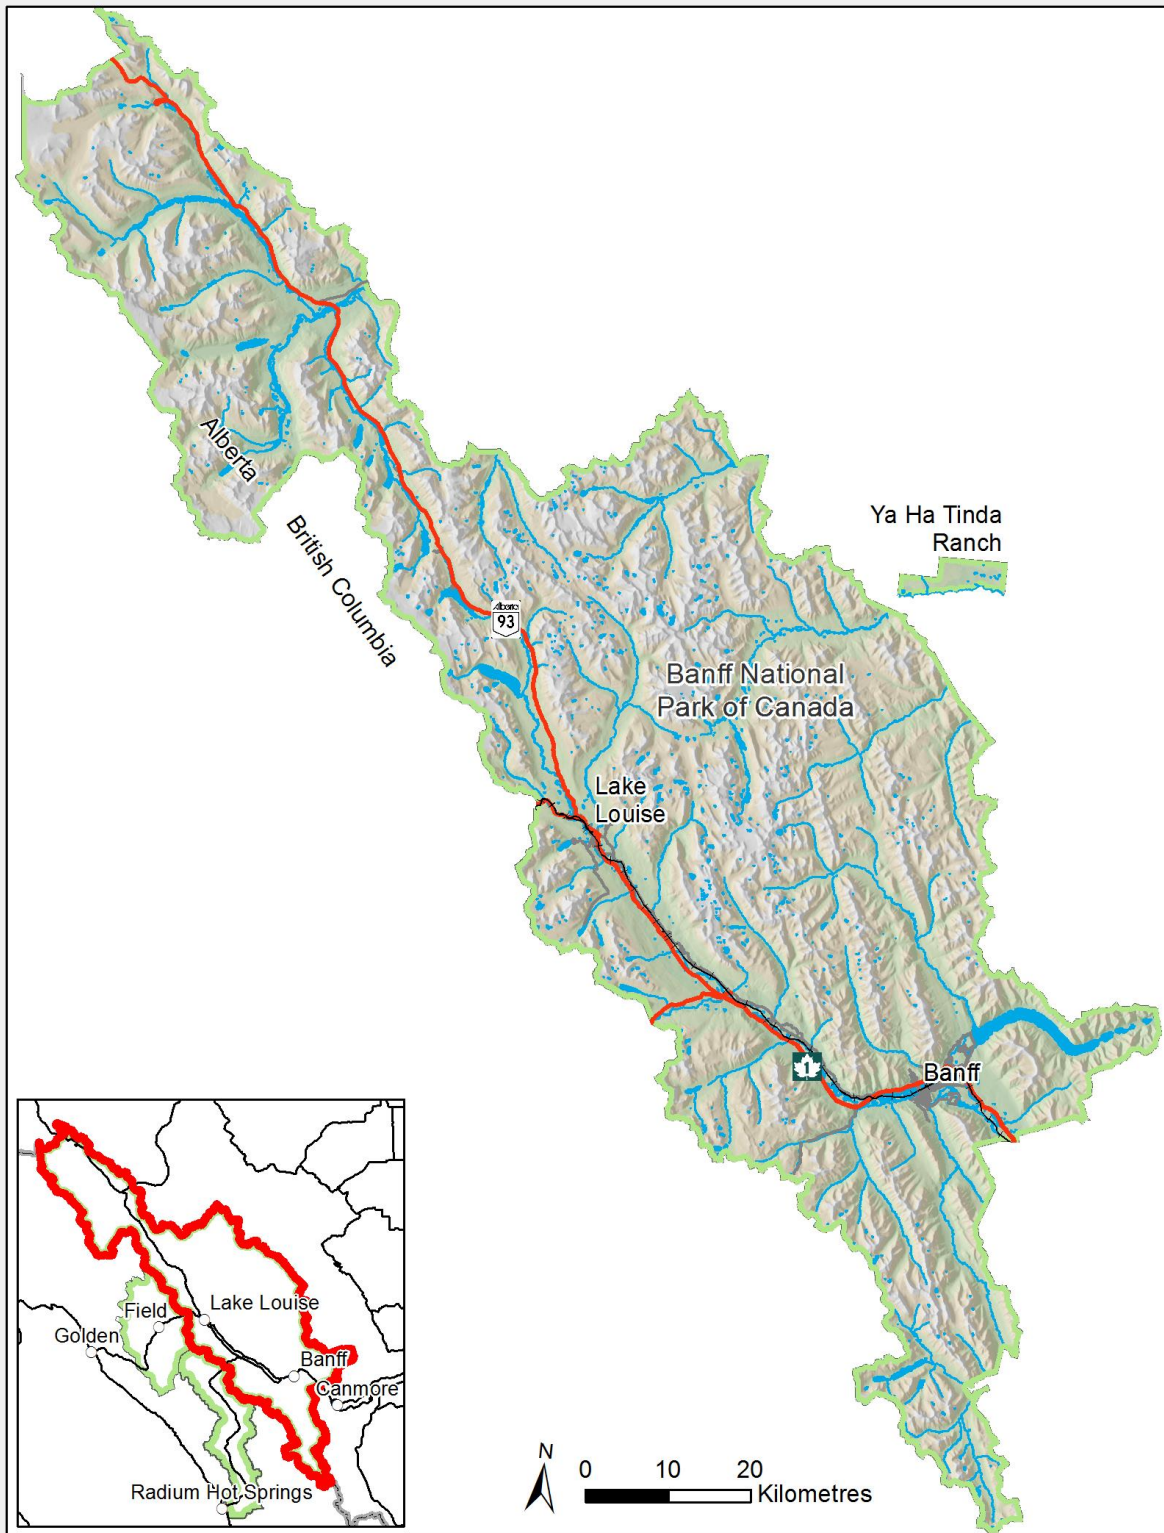 Alberta
British Columbia
Ya Ha Tinda
Ranch
Alberta
93
Banff National
Park of Canada
Lake
Louise
1
Banff
Lake Louise
Field
Golden
Banff
Canmore
Radium Hot Springs
N
0 10 20
Kilometres